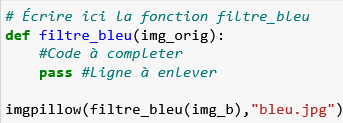 # Écrire ici la fonction filtre_bleu
def filtre_bleu(img_orig):
    #Code à completer
    pass #Ligne à enlever

imgpillow(filtre_bleu(img_b),"bleu.jpg")